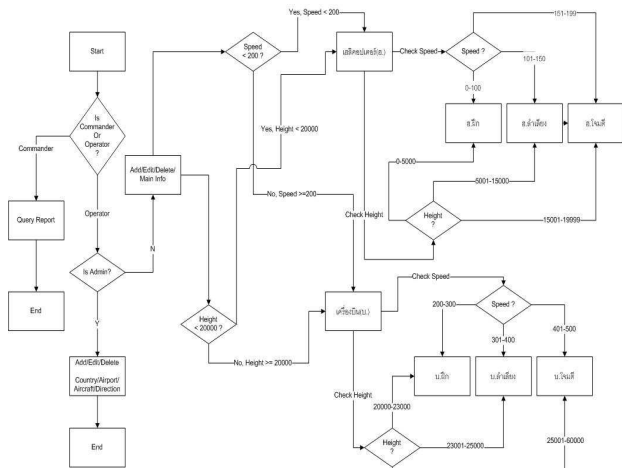 Start
Is
Commander
Or
Operator
?
Commander
Operator
Query Report
End
Is Admin?
N
Y
Add/Edit/Delete
Country/Airport/
Aircraft/Direction
End
Add/Edit/Delete/
Main Info
Speed
< 200 ?
Yes, Speed < 200
Yes, Height < 20000
No, Speed >=200
Height
< 20000 ?
No, Height >= 20000
เฮลิคอปเตอร์(ฮ.)
Check Speed
Speed ?
151-199
101-150
0-100
ฮ.ฝึก
ฮ.ลำเลียง
ฮ.โจมตี
0-5000
5001-15000
15001-19999
Height
?
Check Height
เครื่องบิน(บ.)
Check Speed
Speed ?
200-300
301-400
401-500
บ.ฝึก
บ.ลำเลียง
บ.โจมตี
Check Height
20000-23000
23001-25000
25001-60000
Height
?